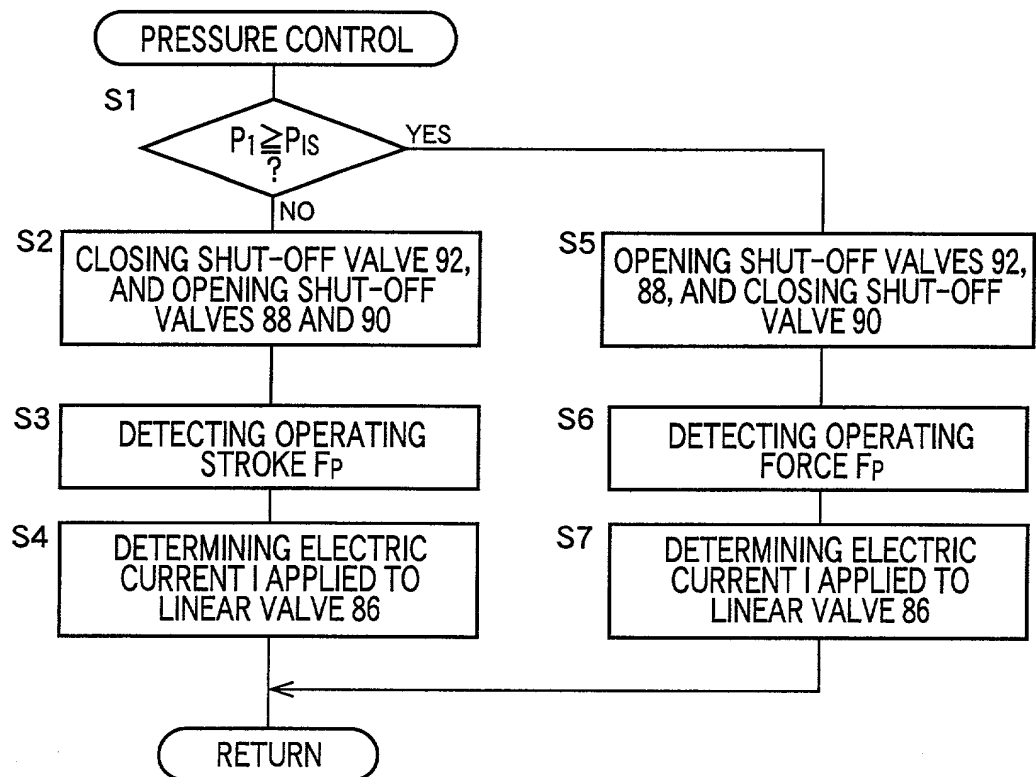 PRESSURE CONTROL
S1
P1≧PIS
?
YES
NO
S2
CLOSING SHUT-OFF VALVE 92,
AND OPENING SHUT-OFF
VALVES 88 AND 90
S3
DETECTING OPERATING
STROKE FP
S4
DETERMINING ELECTRIC
CURRENT I APPLIED TO
LINEAR VALVE 86
S5
OPENING SHUT-OFF VALVES 92,
88, AND CLOSING SHUT-OFF
VALVE 90
S6
DETECTING OPERATING
FORCE FP
S7
DETERMINING ELECTRIC
CURRENT I APPLIED TO
LINEAR VALVE 86
RETURN